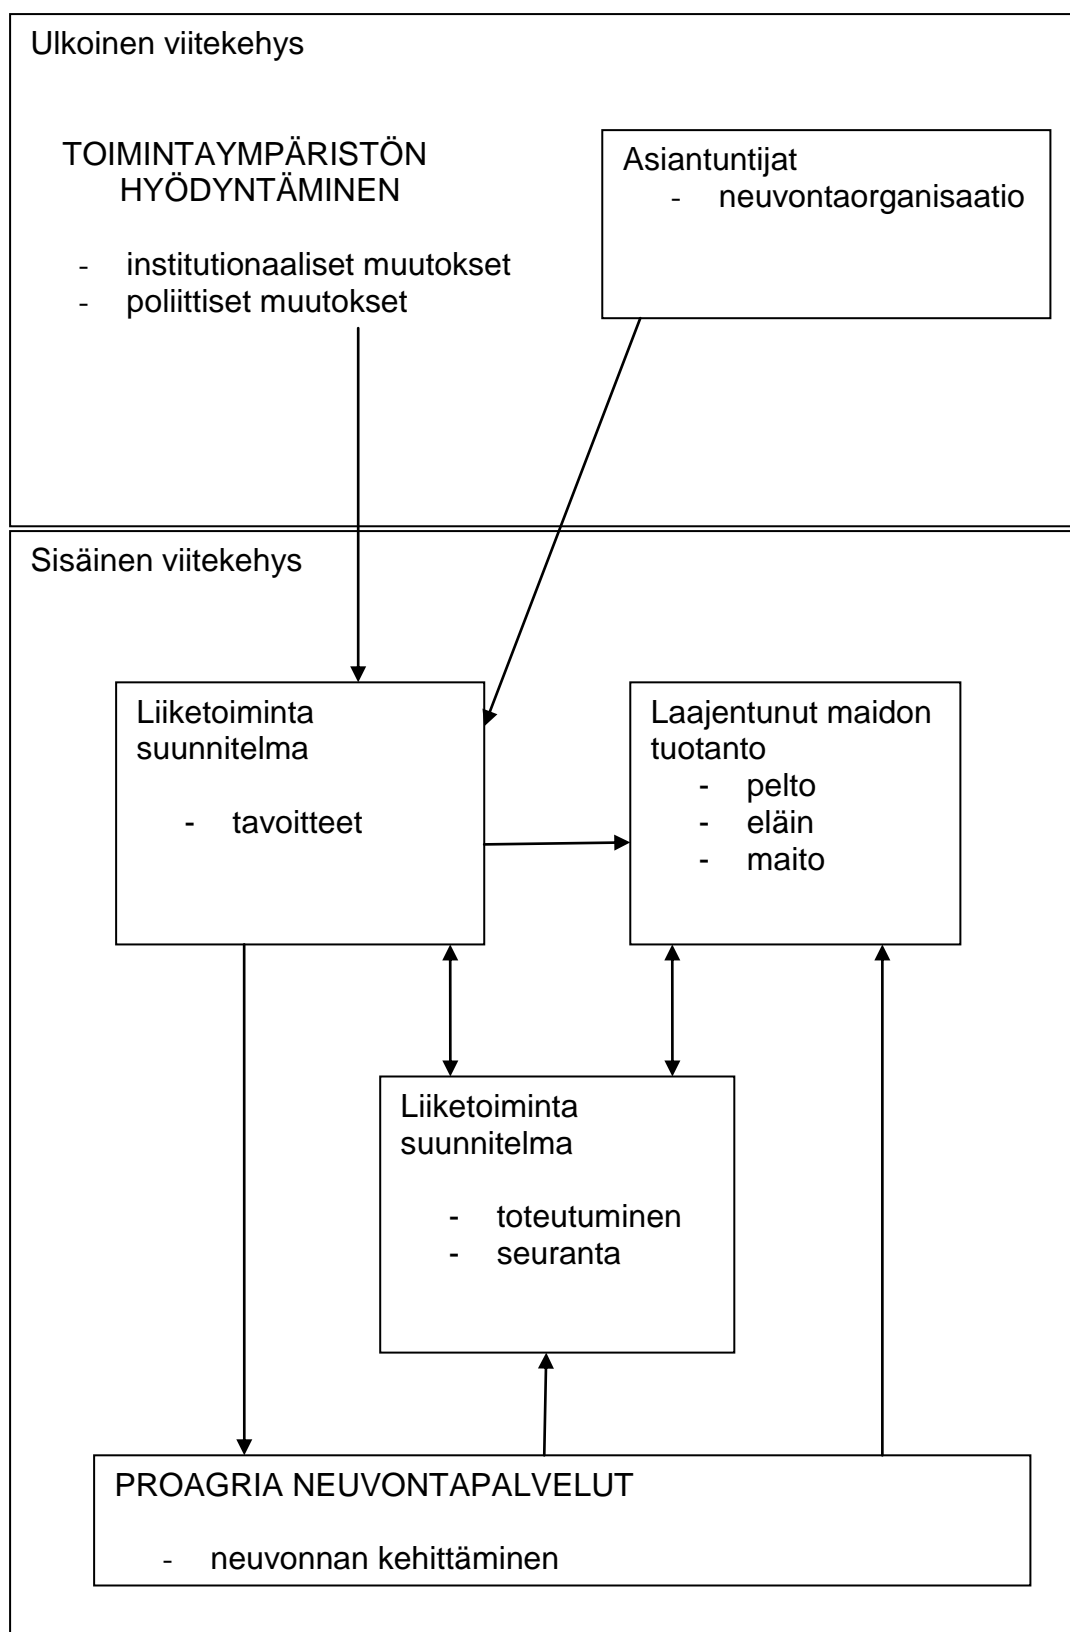 Ulkoinen viitekehys
TOIMINTAYMPÄRISTÖN
HYÖDYNTÄMINEN
- institutionaaliset muutokset
- poliittiset muutokset
Asiantuntijat
- neuvontaorganisaatio
Sisäinen viitekehys
Liiketoiminta
suunnitelma
- tavoitteet
Laajentunut maidon
tuotanto
- pelto
- eläin
- maito
Liiketoiminta
suunnitelma
- toteutuminen
- seuranta
PROAGRIA NEUVONTAPALVELUT
- neuvonnan kehittäminen